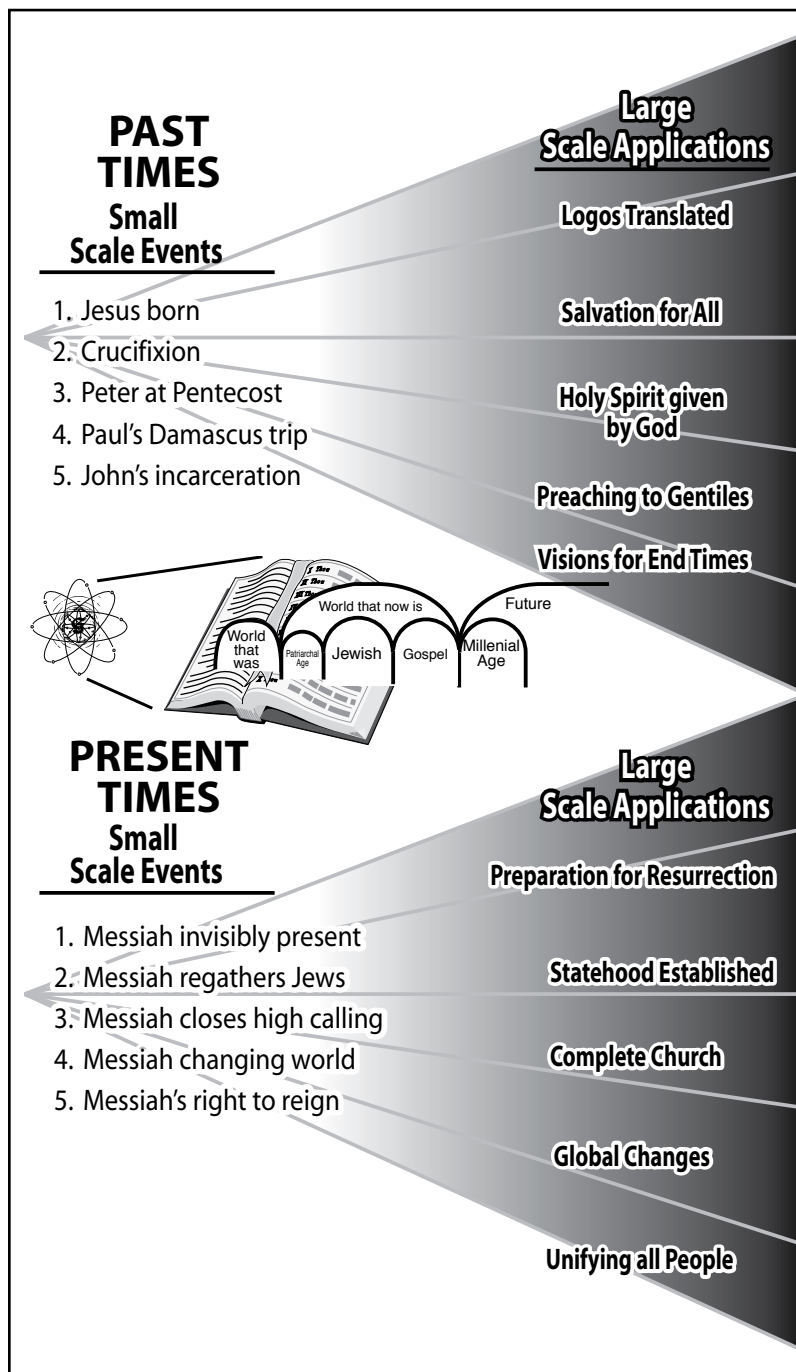 PAST
TIMES
Small
Scale Events
1. Jesus born
2. Crucifixion
3. Peter at Pentecost
4. Paul's Damascus trip
5. John's incarceration
Large
Scale Applications
Logos Translated
Salvation for All
Holy Spirit given
by God
Preaching to Gentiles
Visions for End Times
World that now is
Future
World
that
was
Patriarchal
Age
Jewish
Gospel
Millenial
Age
PRESENT
TIMES
Small
Scale Events
1. Messiah invisibly present
2. Messiah regathers Jews
3. Messiah closes high calling
4. Messiah changing world
5. Messiah's right to reign
Large
Scale Applications
Preparation for Resurrection
Statehood Established
Complete Church
Global Changes
Unifying all People